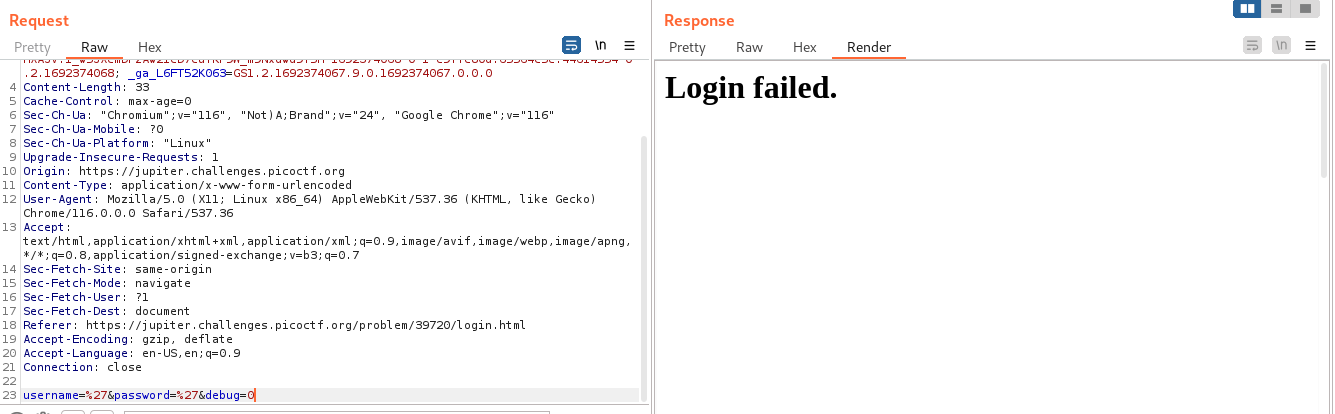 Request
Pretty Raw Hex
\n
.2.1692374068; _ga_L6FT52K063=GS1.2.1692374067.9.0.1692374067.0.0.0
4 Content-Length: 33
5 Cache-Control: max-age=0
6 Sec-Ch-Ua: "Chromium";v="116", "Not)A;Brand";v="24", "Google Chrome";v="116"
7 Sec-Ch-Ua-Mobile: ?0
8 Sec-Ch-Ua-Platform: "Linux"
9 Upgrade-Insecure-Requests: 1
10 Origin: https://jupiter.challenges.picoctf.org
11 Content-Type: application/x-www-form-urlencoded
12 User-Agent: Mozilla/5.0 (X11; Linux x86_64) AppleWebKit/537.36 (KHTML, like Gecko)
Chrome/116.0.0.0 Safari/537.36
13 Accept:
text/html,application/xhtml+xml,application/xml;q=0.9,image/avif,image/webp,image/apng,
*/*;q=0.8,application/signed-exchange;v=b3;q=0.7
14 Sec-Fetch-Site: same-origin
15 Sec-Fetch-Mode: navigate
16 Sec-Fetch-User: ?1
17 Sec-Fetch-Dest: document
18 Referer: https://jupiter.challenges.picoctf.org/problem/39720/login.html
19 Accept-Encoding: gzip, deflate
20 Accept-Language: en-US,en;q=0.9
21 Connection: close
22
23 username=%27&password=%27&debug=0
Response
Pretty Raw Hex Render
\n
Login failed.